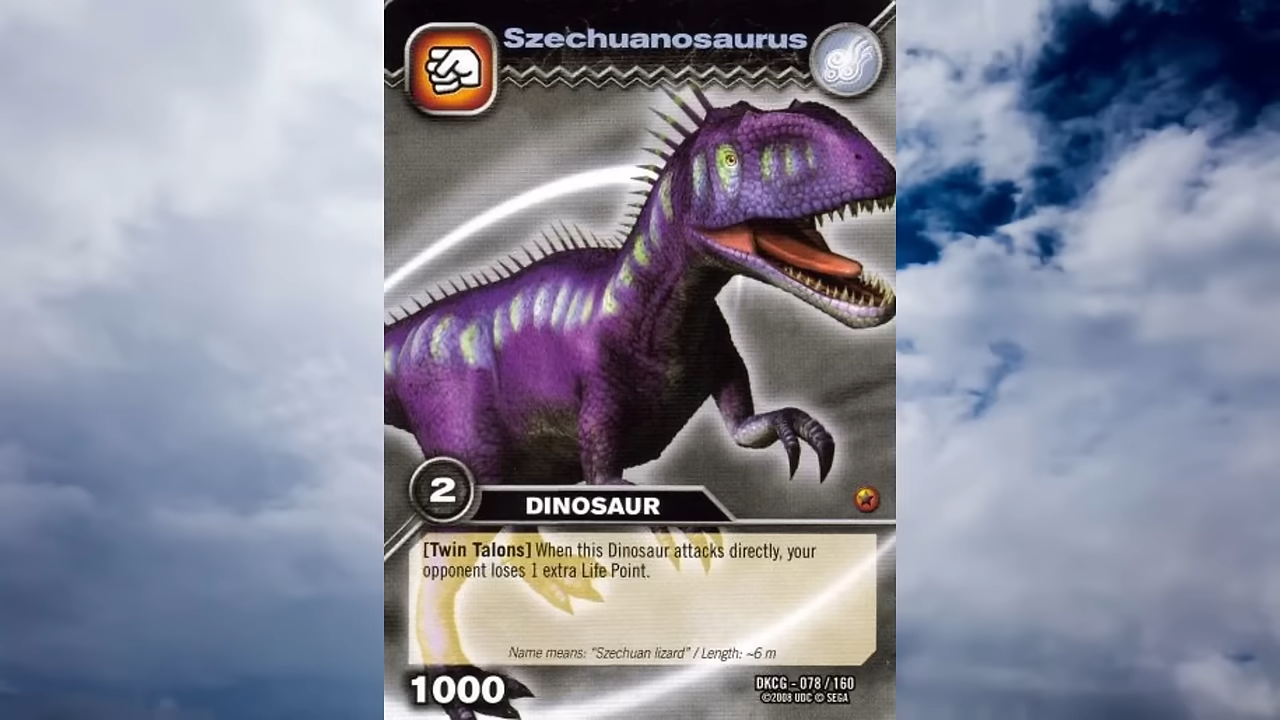 Szechuanosaurus
2
DINOSAUR
[Twin Talons] When this Dinosaur attacks directly, your
opponent loses 1 extra Life Point.
Name means: “Szechuan lizard” / Length: ~6 m
1000
DKCG - 078/160
©2008 UDC © SEGA